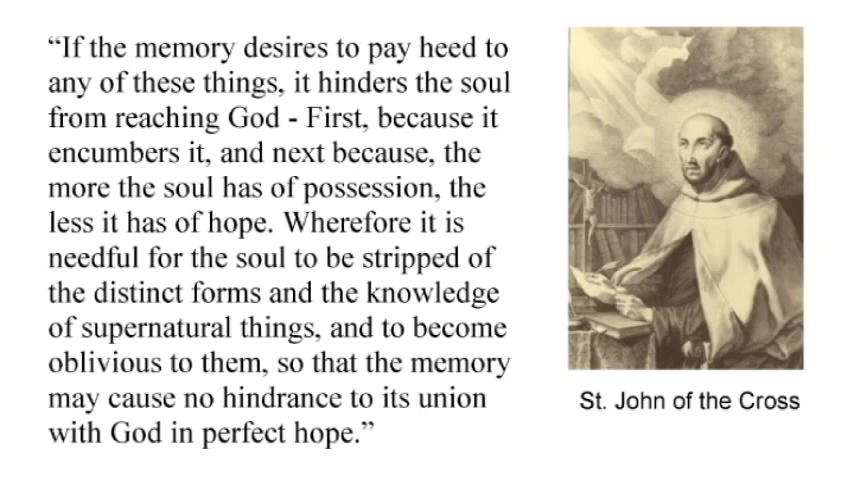 “If the memory desires to pay heed to
any of these things, it hinders the soul
from reaching God - First, because it
encumbers it, and next because, the
more the soul has of possession, the
less it has of hope. Wherefore it is
needful for the soul to be stripped of
the distinct forms and the knowledge
of supernatural things, and to become
oblivious to them, so that the memory
may cause no hindrance to its union
with God in perfect hope.”
St. John of the Cross